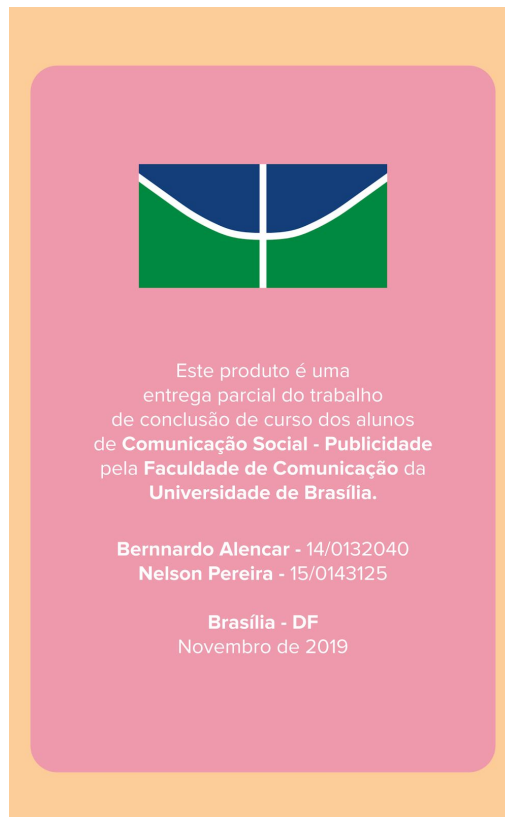 Este produto é uma
entrega parcial do trabalho
de conclusão de curso dos alunos
de Comunicação Social - Publicidade
pela Faculdade de Comunicação da
Universidade de Brasília.
Bernnardo Alencar - 14/0132040
Nelson Pereira - 15/0143125
Brasília - DF
Novembro de 2019